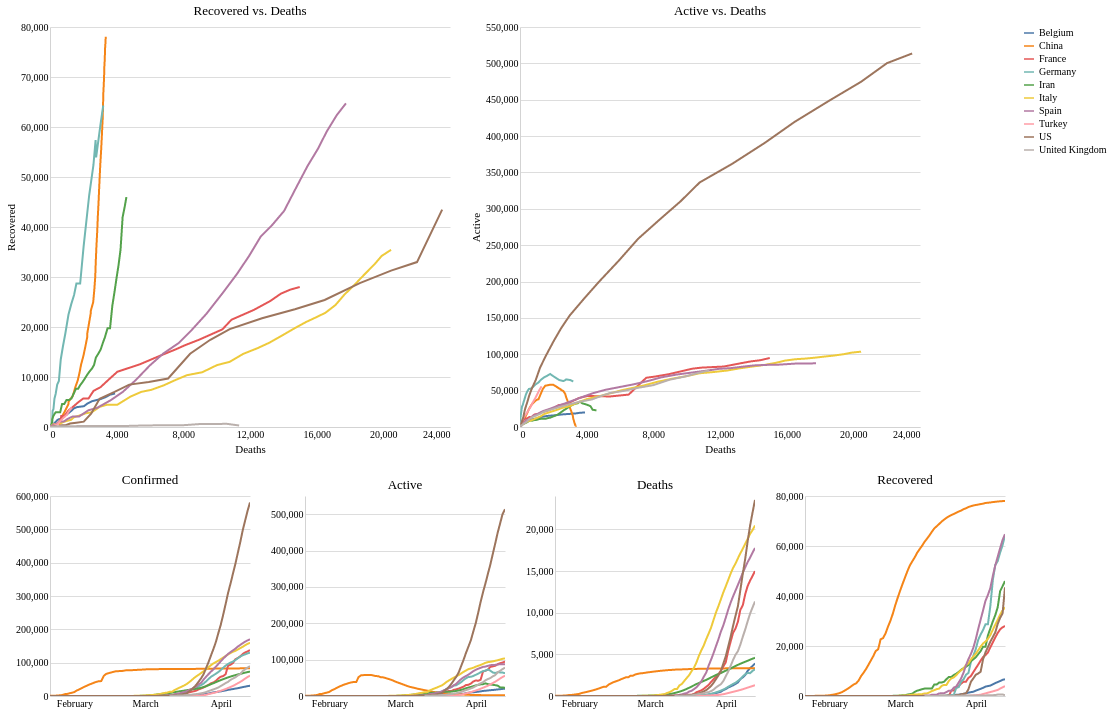 Recovered vs. Deaths
80,000
70,000
60,000
50,000
40,000
30,000
20,000
10,000
0
Recovered
0
4,000
8,000
12,000
16,000
20,000
24,000
Deaths
Active vs. Deaths
550,000
500,000
450,000
400,000
350,000
300,000
250,000
200,000
150,000
100,000
50,000
0
Active
0
4,000
8,000
12,000
16,000
20,000
24,000
Deaths
Belgium
China
France
Germany
Iran
Italy
Spain
Turkey
US
United Kingdom
Confirmed
600,000
500,000
400,000
300,000
200,000
100,000
0
February
March
April
Active
500,000
400,000
300,000
200,000
100,000
0
February
March
April
Deaths
20,000
15,000
10,000
5,000
0
February
March
April
Recovered
80,000
60,000
40,000
20,000
0
February
March
April